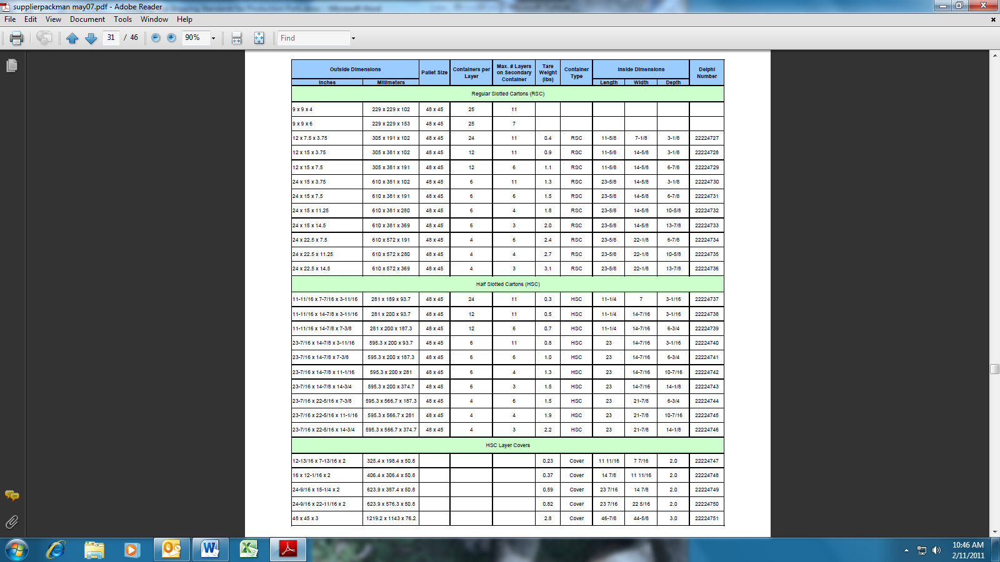 supplierpackman may07.pdf - Adobe Reader
File Edit View Document Tools Window Help
31 / 46 90% Find
Outside Dimensions Pallet Size Containers per Layer Max. # Layers on Secondary Container Tare Weight (lbs) Container Type Inside Dimensions Delphi Number
Inches Millimeters Length Width Depth
Regular Slotted Cartons (RSC)
9 x 9 x 4 229 x 229 x 102 48 x 45 25 11
9 x 9 x 6 229 x 229 x 153 48 x 45 25 7
12 x 7.5 x 3.75 305 x 191 x 102 48 x 45 24 11 0.4 RSC 11-5/8 7-1/8 3-1/8 22224727
12 x 15 x 3.75 305 x 381 x 102 48 x 45 12 11 0.9 RSC 11-5/8 14-5/8 3-1/8 22224728
12 x 15 x 7.5 305 x 381 x 191 48 x 45 12 6 1.1 RSC 11-5/8 14-5/8 6-7/8 22224729
24 x 15 x 3.75 610 x 381 x 102 48 x 45 6 11 1.3 RSC 23-5/8 14-5/8 3-1/8 22224730
24 x 15 x 7.5 610 x 381 x 191 48 x 45 6 6 1.5 RSC 23-5/8 14-5/8 6-7/8 22224731
24 x 15 x 11.25 610 x 381 x 280 48 x 45 6 4 1.8 RSC 23-5/8 14-5/8 10-5/8 22224732
24 x 15 x 14.5 610 x 381 x 369 48 x 45 6 3 2.0 RSC 23-5/8 14-5/8 13-7/8 22224733
24 x 22.5 x 7.5 610 x 572 x 191 48 x 45 4 6 2.4 RSC 23-5/8 22-1/8 6-7/8 22224734
24 x 22.5 x 11.25 610 x 572 x 280 48 x 45 4 4 2.7 RSC 23-5/8 22-1/8 10-5/8 22224735
24 x 22.5 x 14.5 610 x 572 x 369 48 x 45 4 3 3.1 RSC 23-5/8 22-1/8 13-7/8 22224736
Half Slotted Cartons (HSC)
11-11/16 x 7-7/16 x 3-11/16 281 x 189 x 93.7 48 x 45 24 11 0.3 HSC 11-1/4 7 3-1/16 22224737
11-11/16 x 14-7/8 x 3-11/16 281 x 200 x 93.7 48 x 45 12 11 0.5 HSC 11-1/4 14-7/16 3-1/16 22224738
11-11/16 x 14-7/8 x 7-3/8 281 x 200 x 187.3 48 x 45 12 6 0.7 HSC 11-1/4 14-7/16 6-3/4 22224739
23-7/16 x 14-7/8 x 3-11/16 595.3 x 200 x 93.7 48 x 45 6 11 0.8 HSC 23 14-7/16 3-1/16 22224740
23-7/16 x 14-7/8 x 7-3/8 595.3 x 200 x 187.3 48 x 45 6 6 1.0 HSC 23 14-7/16 6-3/4 22224741
23-7/16 x 14-7/8 x 11-1/16 595.3 x 200 x 281 48 x 45 6 4 1.3 HSC 23 14-7/16 10-7/16 22224742
23-7/16 x 14-7/8 x 14-3/4 595.3 x 200 x 374.7 48 x 45 6 3 1.5 HSC 23 14-7/16 14-1/8 22224743
23-7/16 x 22-5/16 x 7-3/8 595.3 x 566.7 x 187.3 48 x 45 4 6 1.5 HSC 23 21-7/8 6-3/4 22224744
23-7/16 x 22-5/16 x 11-1/16 595.3 x 566.7 x 281 48 x 45 4 4 1.9 HSC 23 21-7/8 10-7/16 22224745
23-7/16 x 22-5/16 x 14-3/4 595.3 x 566.7 x 374.7 48 x 45 4 3 2.2 HSC 23 21-7/8 14-1/8 22224746
HSC Layer Covers
12-13/16 x 7-13/16 x 2 325.4 x 198.4 x 50.8 0.23 Cover 11 11/16 7 7/16 2.0 22224747
16 x 12-1/16 x 2 406.4 x 306.4 x 50.8 0.37 Cover 14 7/8 11 11/16 2.0 22224748
24-9/16 x 15-1/4 x 2 623.9 x 387.4 x 50.8 0.59 Cover 23 7/16 14 7/8 2.0 22224749
24-9/16 x 22-11/16 x 2 623.9 x 576.3 x 50.8 0.82 Cover 23 7/16 22 5/16 2.0 22224750
48 x 45 x 3 1219.2 x 1143 x 76.2 2.8 Cover 46-7/8 44-5/8 3.0 22224751
10:46 AM
2/11/2011